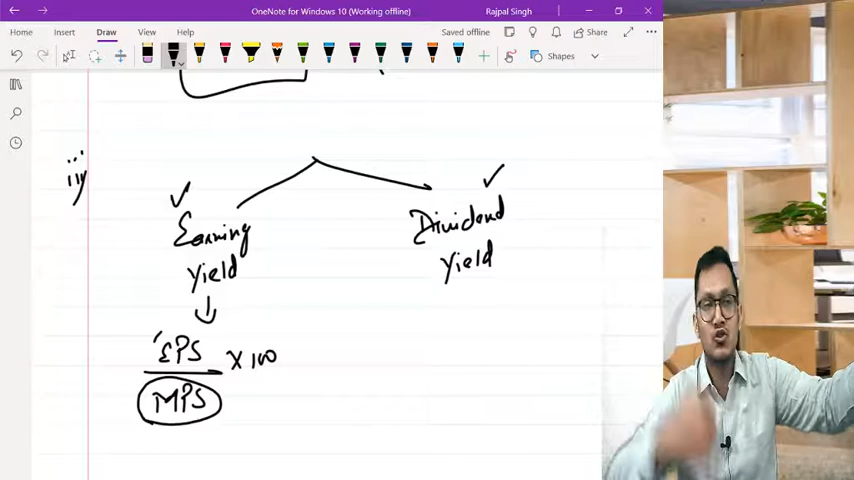 OneNote for Windows 10 (Working offline)
Rajpal Singh
Home Insert Draw View Help
Saved offline Share
Shapes
iii)
Earning Dividend
yield Yield
EPS
X 100
MPS